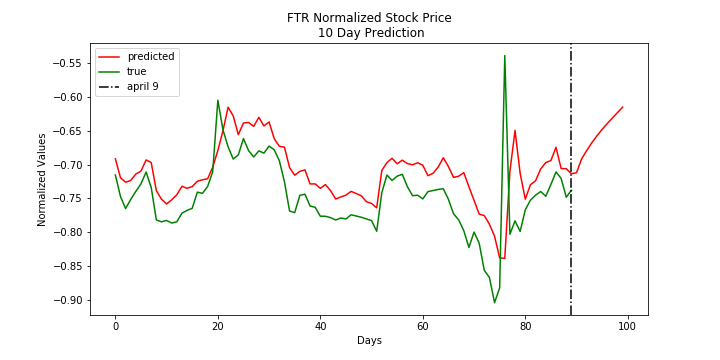 FTR Normalized Stock Price
10 Day Prediction
predicted
true
april 9
Normalized Values
−0.55
−0.60
−0.65
−0.70
−0.75
−0.80
−0.85
−0.90
0 20 40 60 80 100
Days